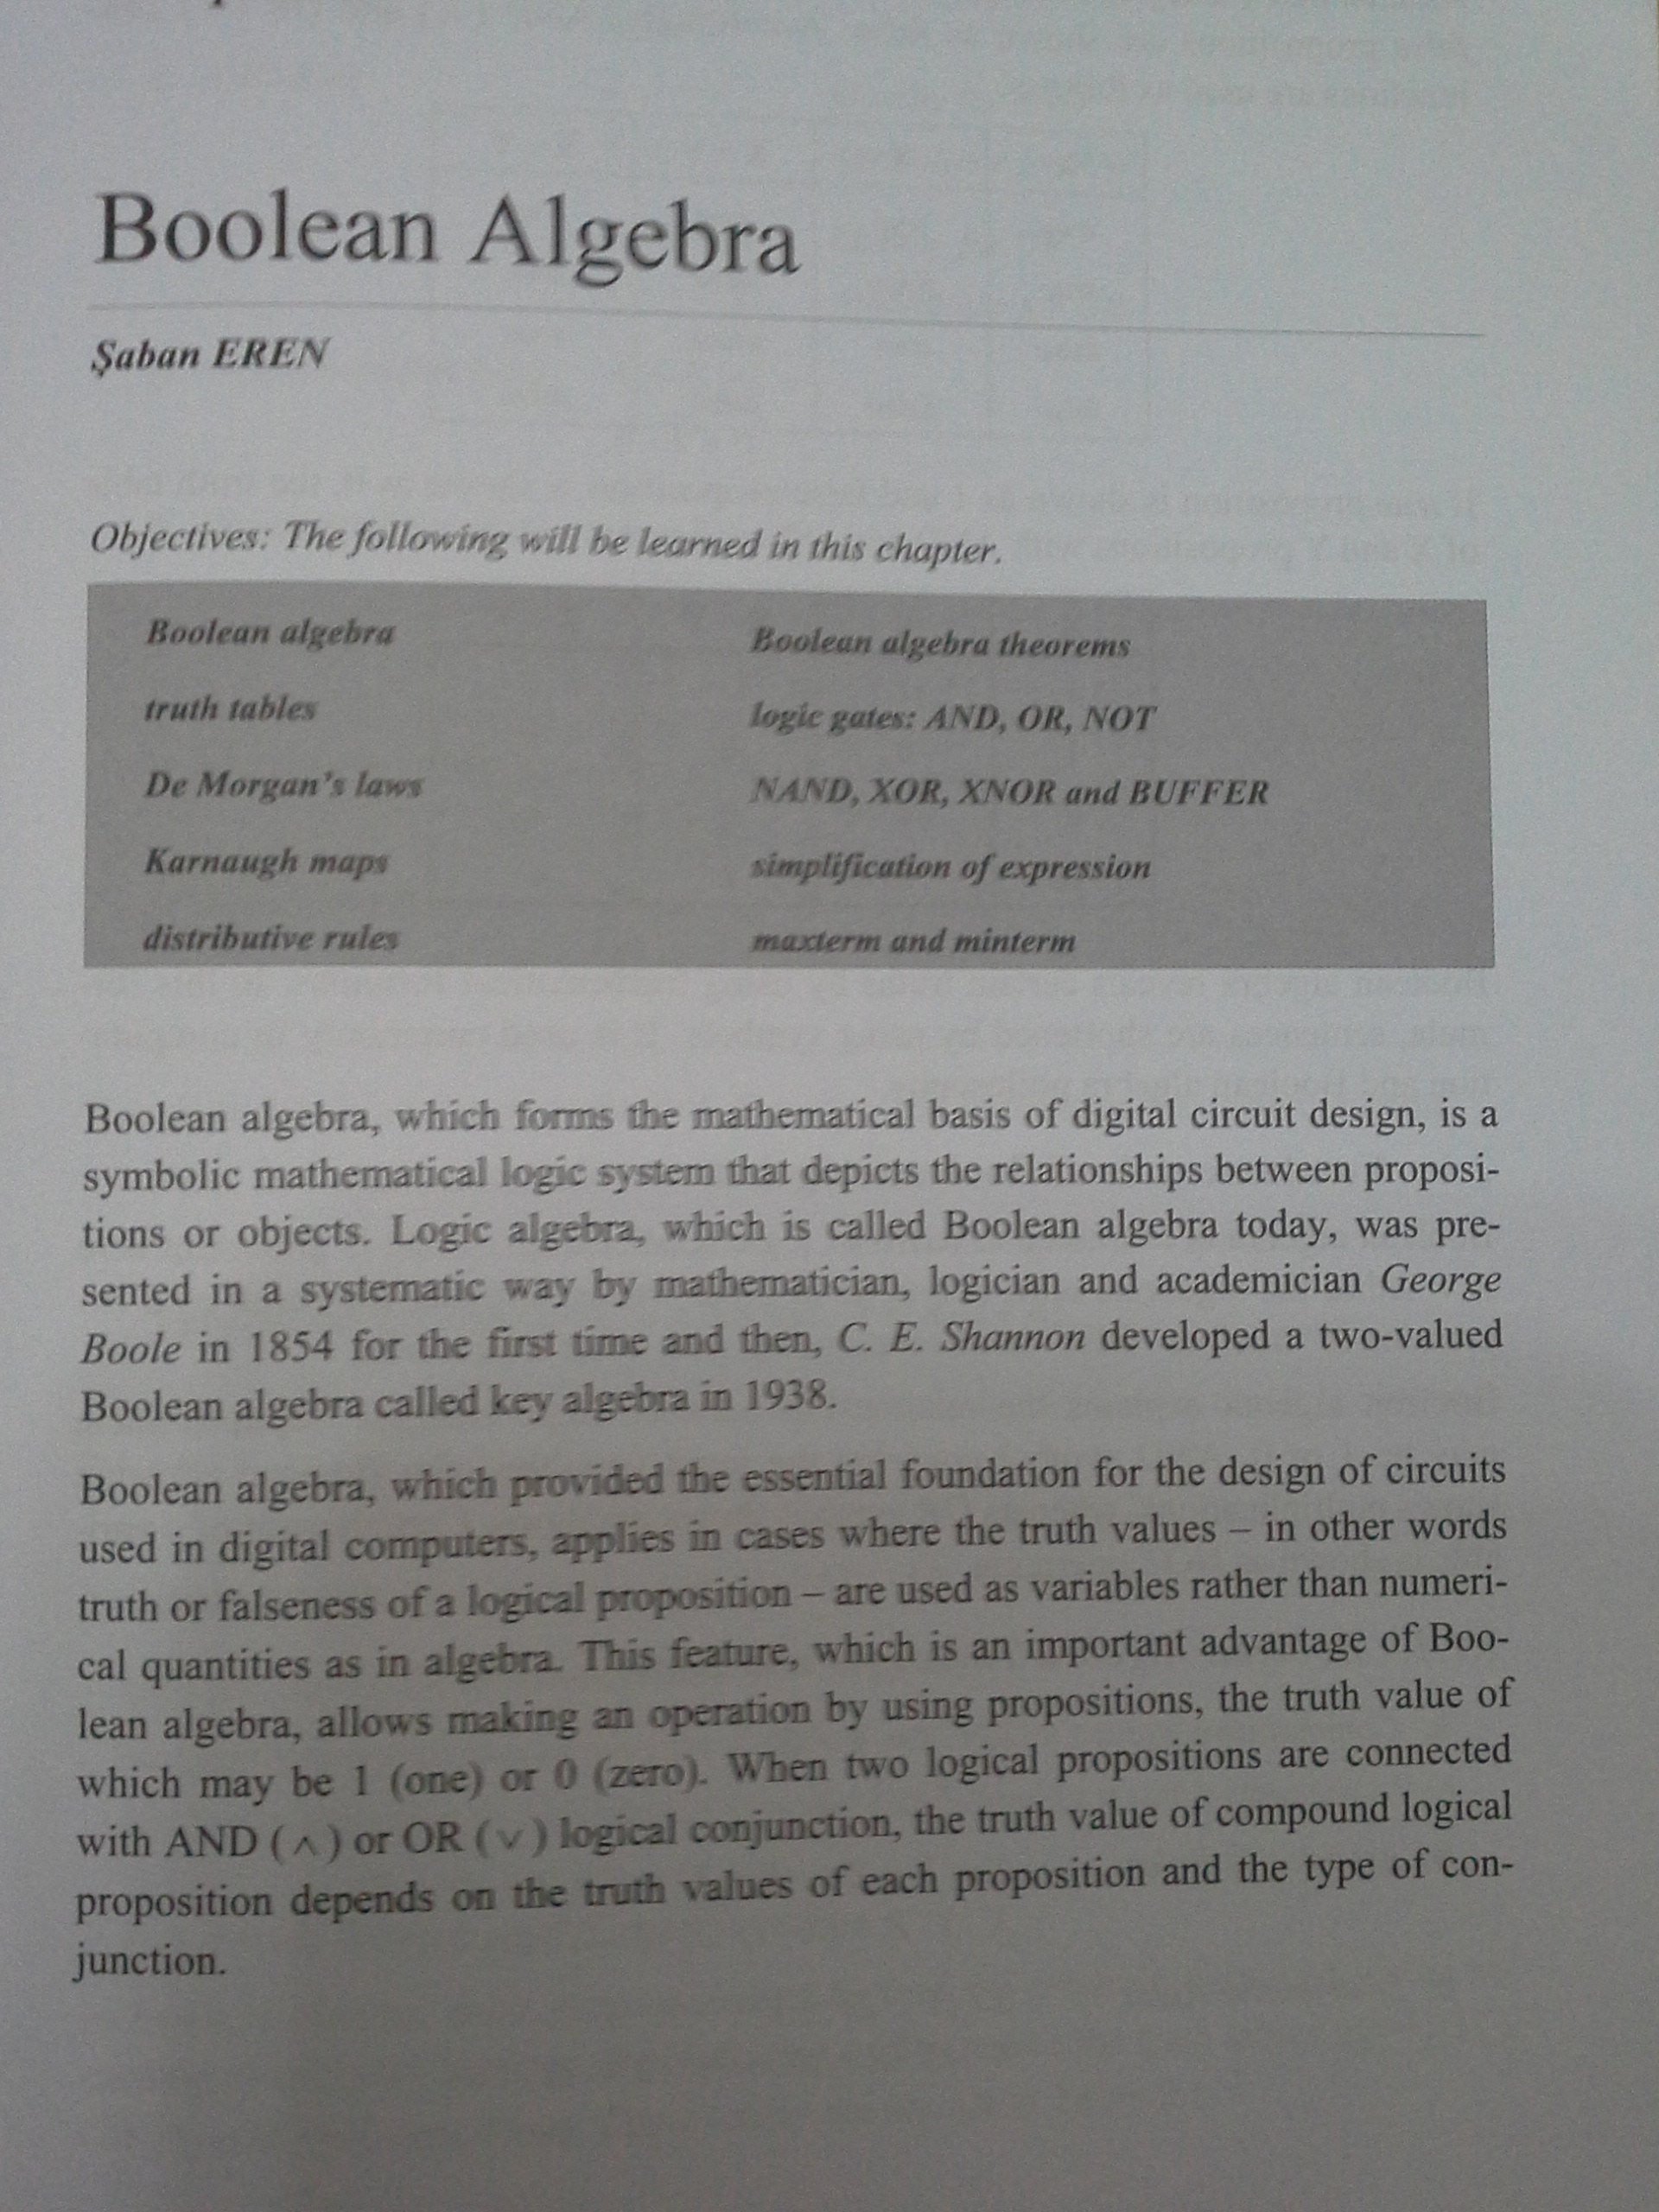 Boolean Algebra
Şaban EREN
Objectives: The following will be learned in this chapter.
Boolean algebra
Boolean algebra theorems
truth tables
logic gates: AND, OR, NOT
De Morgan's laws
NAND, XOR, XNOR and BUFFER
Karnaugh maps
simplification of expression
distributive rules
maxterm and minterm
Boolean algebra, which forms the mathematical basis of digital circuit design, is a
symbolic mathematical logic system that depicts the relationships between proposi-
tions or objects. Logic algebra, which is called Boolean algebra today, was pre-
sented in a systematic way by mathematician, logician and academician George
Boole in 1854 for the first time and then, C. E. Shannon developed a two-valued
Boolean algebra called key algebra in 1938.
Boolean algebra, which provided the essential foundation for the design of circuits
used in digital computers, applies in cases where the truth values – in other words
truth or falseness of a logical proposition – are used as variables rather than numeri-
cal quantities as in algebra. This feature, which is an important advantage of Boo-
lean algebra, allows making an operation by using propositions, the truth value of
which may be 1 (one) or 0 (zero). When two logical propositions are connected
with AND (∧) or OR (∨) logical conjunction, the truth value of compound logical
proposition depends on the truth values of each proposition and the type of con-
junction.